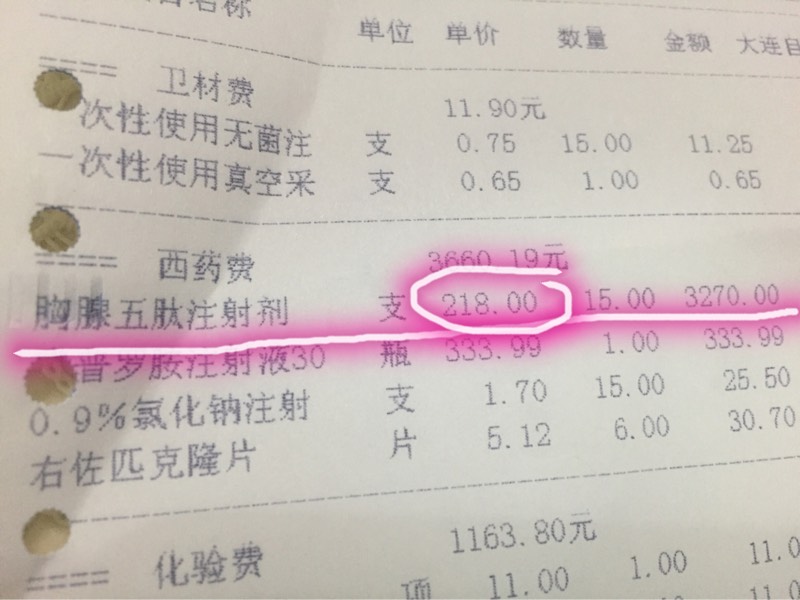 名称 单位 单价 数量 金额 大连自
==== 卫材费 11.90元
一次性使用无菌注 支 0.75 15.00 11.25
一次性使用真空采 支 0.65 1.00 0.65
==== 西药费 3660.19元
胸腺五肽注射剂 支 218.00 15.00 3270.00
普罗胺注射液30 瓶 333.99 1.00 333.99
0.9%氯化钠注射 支 1.70 15.00 25.50
右佐匹克隆片 片 5.12 6.00 30.70
==== 化验费 1163.80元
项 11.00 1.00 11.0